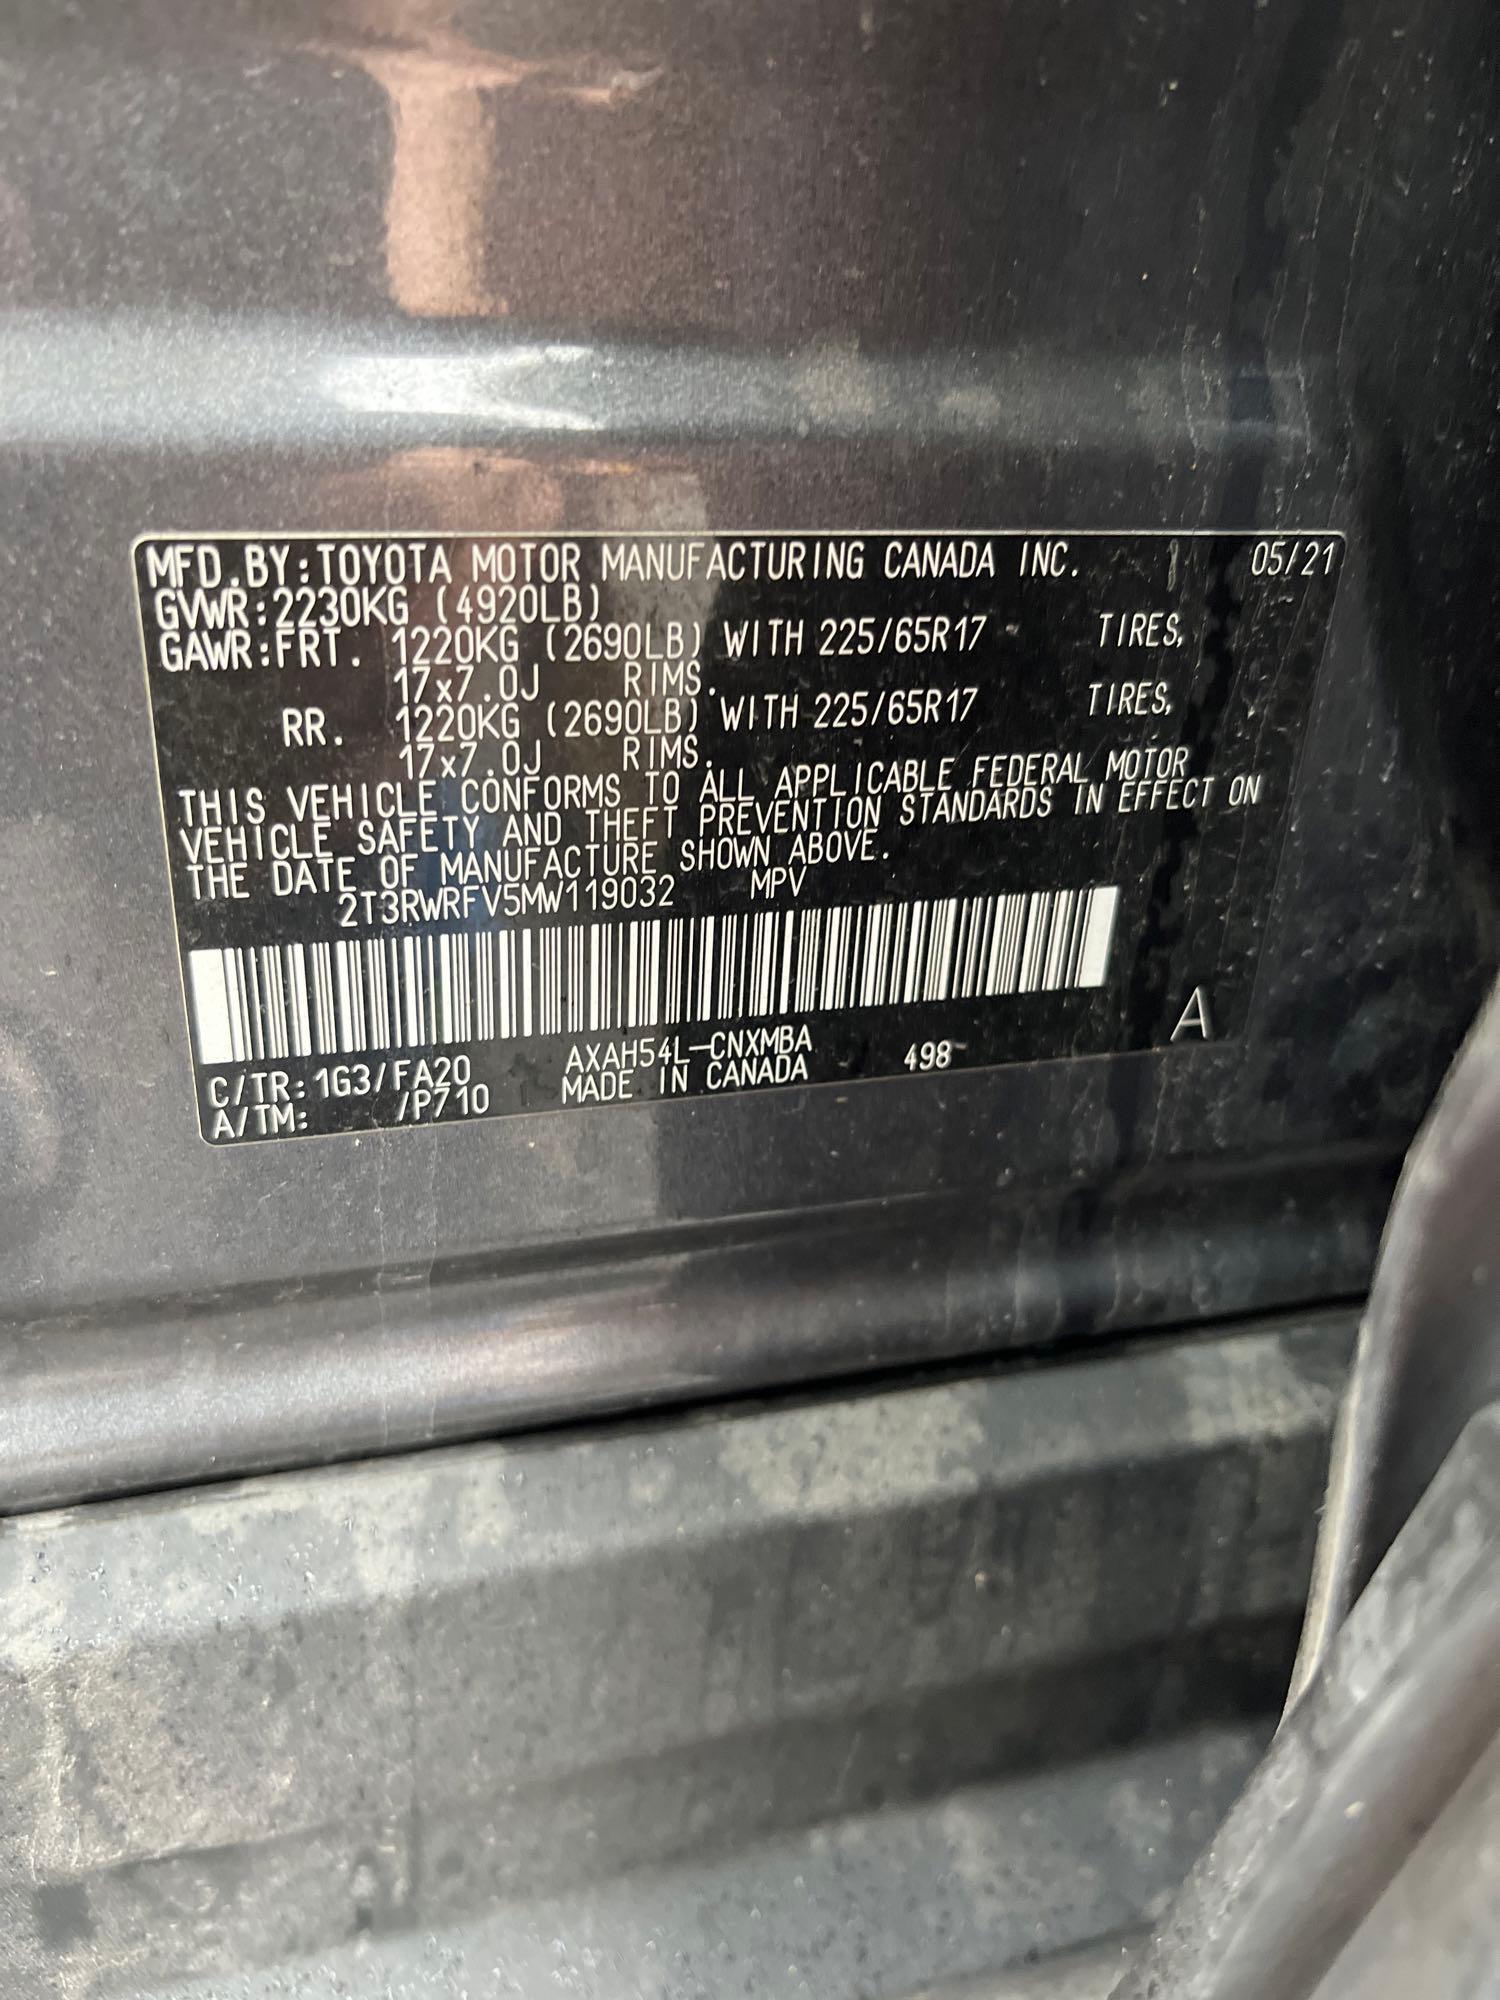 MFD.BY:TOYOTA MOTOR MANUFACTURING CANADA INC. 05/21
GVWR:2230KG (4920LB)
GAWR:FRT. 1220KG (2690LB) WITH 225/65R17 TIRES,
17x7.0J RIMS.
RR. 1220KG (2690LB) WITH 225/65R17 TIRES,
17x7.0J RIMS.
THIS VEHICLE CONFORMS TO ALL APPLICABLE FEDERAL MOTOR
VEHICLE SAFETY AND THEFT PREVENTION STANDARDS IN EFFECT ON
THE DATE OF MANUFACTURE SHOWN ABOVE.
2T3RWRFV5MW119032 MPV
A
C/TR:1G3/FA20 AXAH54L-CNXMBA 498
A/TM: /P710 MADE IN CANADA